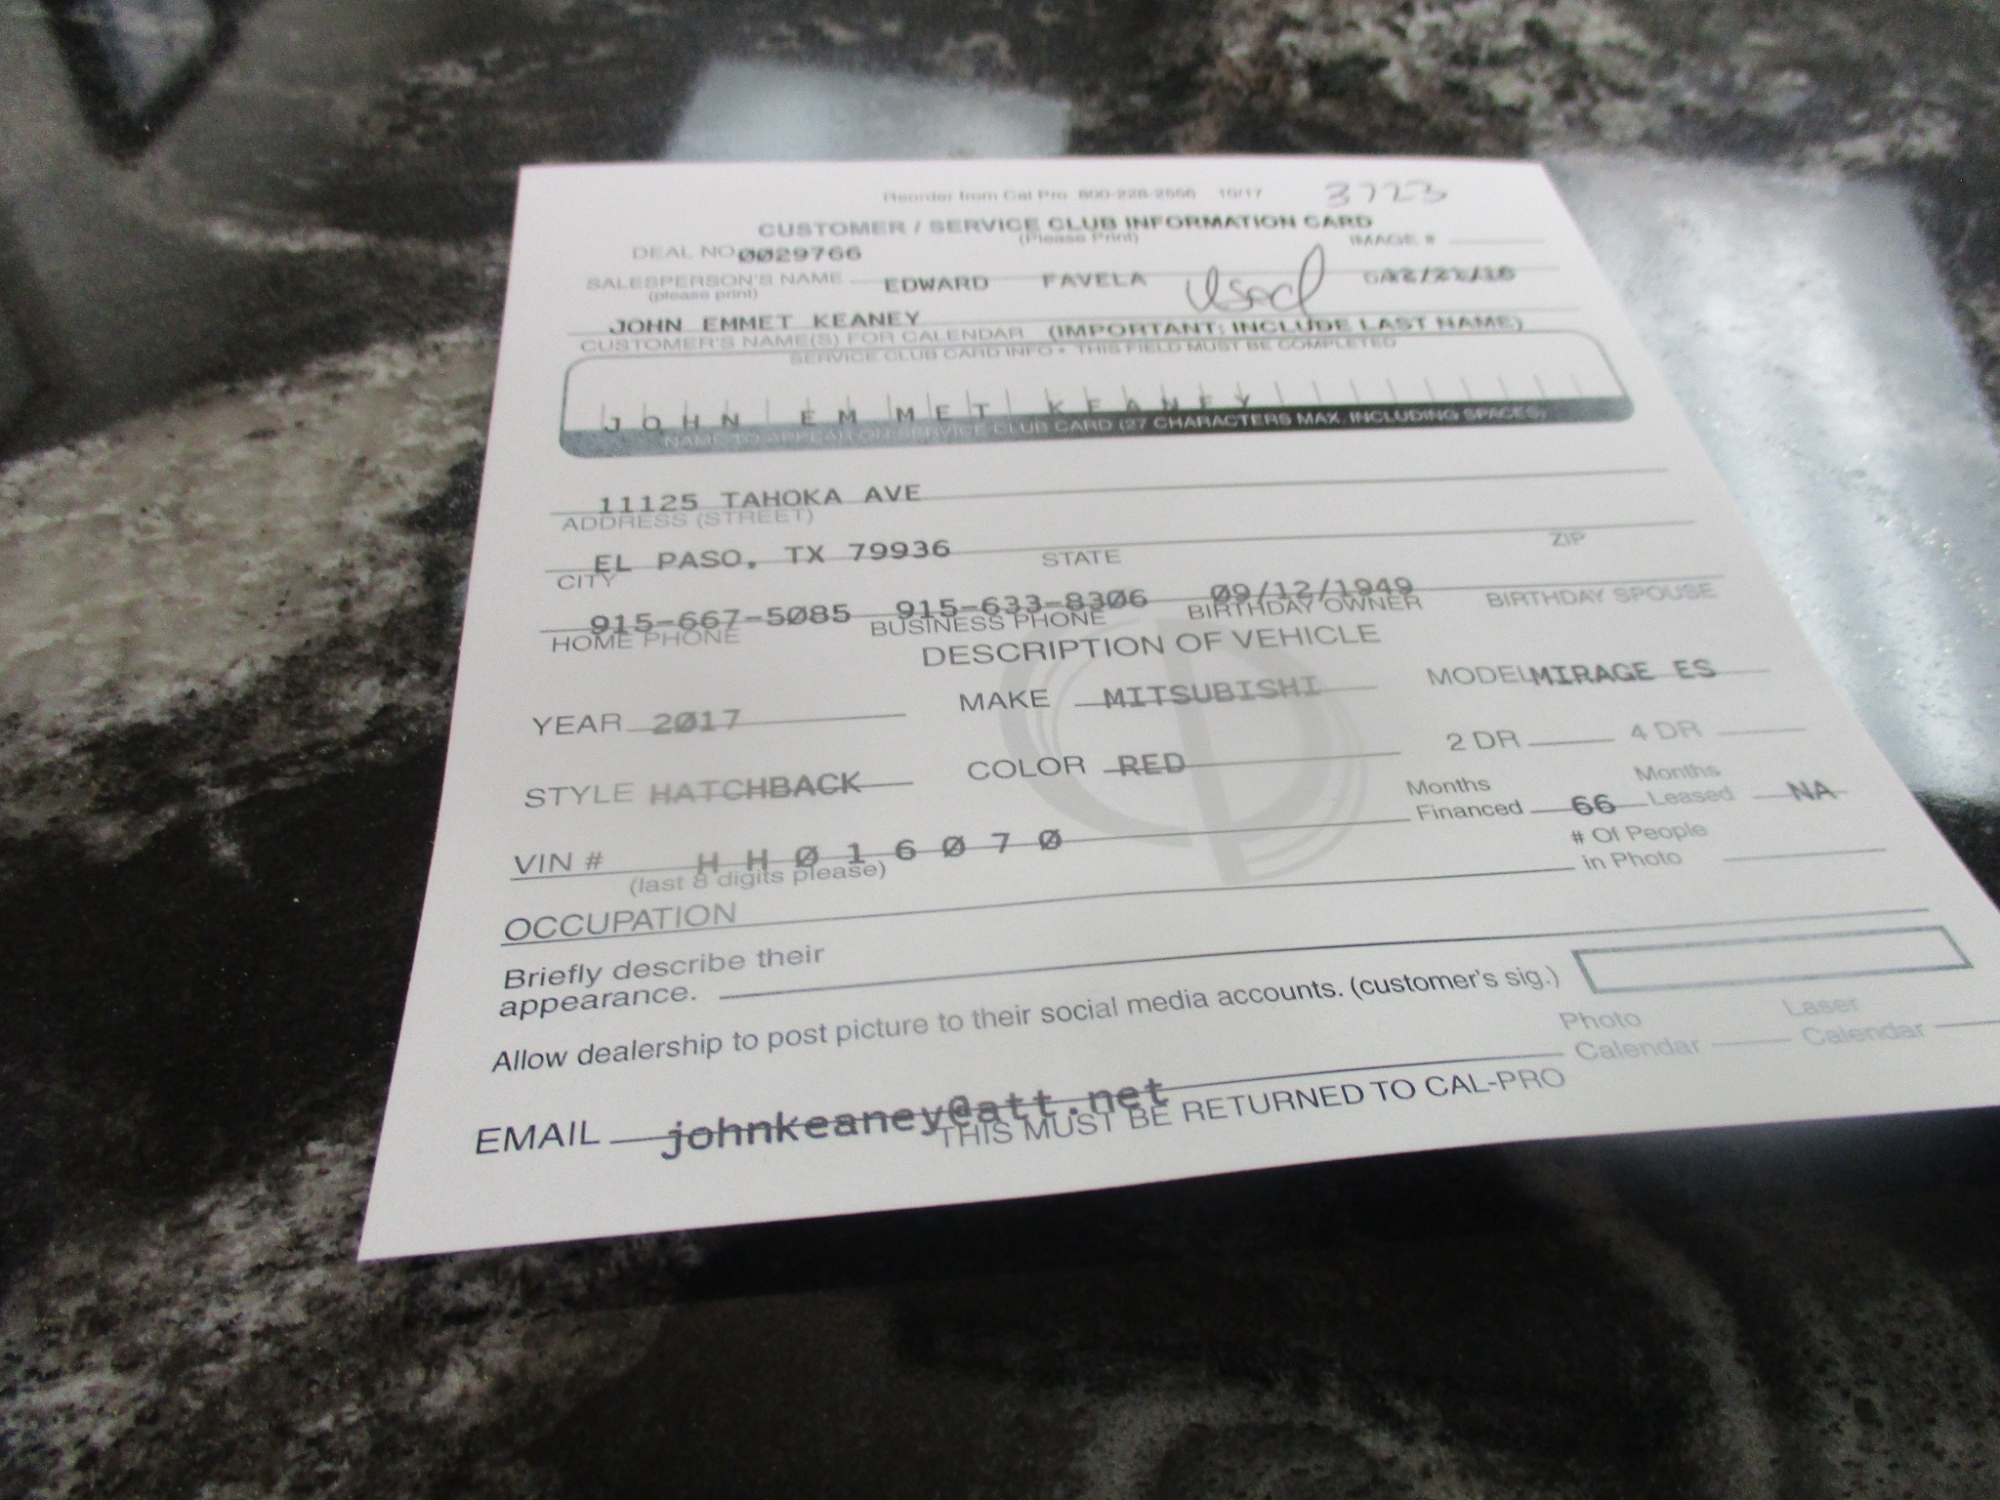 Reorder from Cal Pro 800-228-2556 10/17 3723
CUSTOMER / SERVICE CLUB INFORMATION CARD
(Please Print)
DEAL NO 0029766 IMAGE #
SALESPERSON'S NAME EDWARD FAVELA Used
(please print)
JOHN EMMET KEANEY
CUSTOMER'S NAME(S) FOR CALENDAR (IMPORTANT: INCLUDE LAST NAME)
SERVICE CLUB CARD INFO • THIS FIELD MUST BE COMPLETED
JOHN EMMET KEANEY
NAME TO APPEAR ON SERVICE CLUB CARD (27 CHARACTERS MAX. INCLUDING SPACES)
11125 TAHOKA AVE
ADDRESS (STREET)
EL PASO, TX 79936
CITY STATE ZIP
915-667-5085 915-633-8306 09/12/1949
HOME PHONE BUSINESS PHONE BIRTHDAY OWNER BIRTHDAY SPOUSE
DESCRIPTION OF VEHICLE
YEAR 2017 MAKE MITSUBISHI MODEL MIRAGE ES
STYLE HATCHBACK COLOR RED 2 DR 4 DR
Months Financed 66 Months Leased NA
VIN # HH016070
(last 8 digits please)
# Of People in Photo
OCCUPATION
Briefly describe their
appearance.
Allow dealership to post picture to their social media accounts. (customer's sig.)
Photo Calendar Laser Calendar
EMAIL johnkeaney@att.net
THIS MUST BE RETURNED TO CAL-PRO